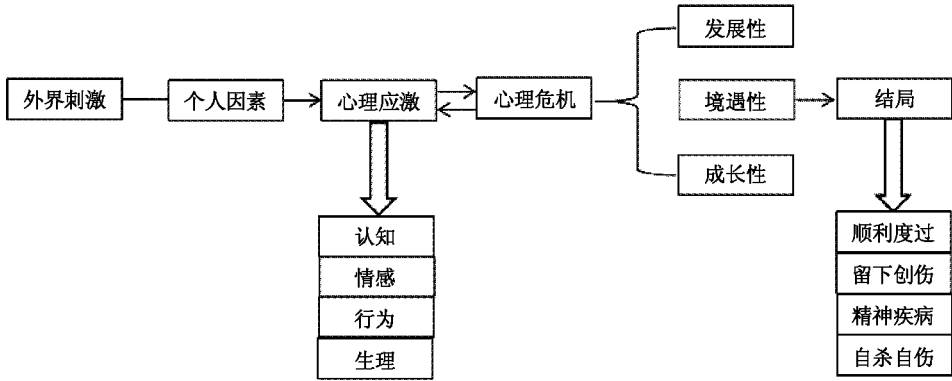 发展性
外界刺激
个人因素
心理应激
心理危机
境遇性
结局
成长性
认知
情感
行为
生理
顺利度过
留下创伤
精神疾病
自杀自伤